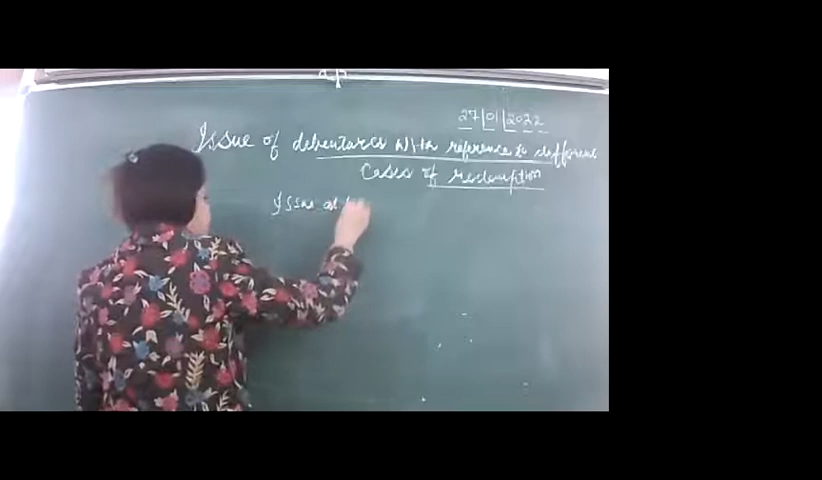 27|01|2022
Issue of debentures with reference to different
Cases of redemption
Issue at